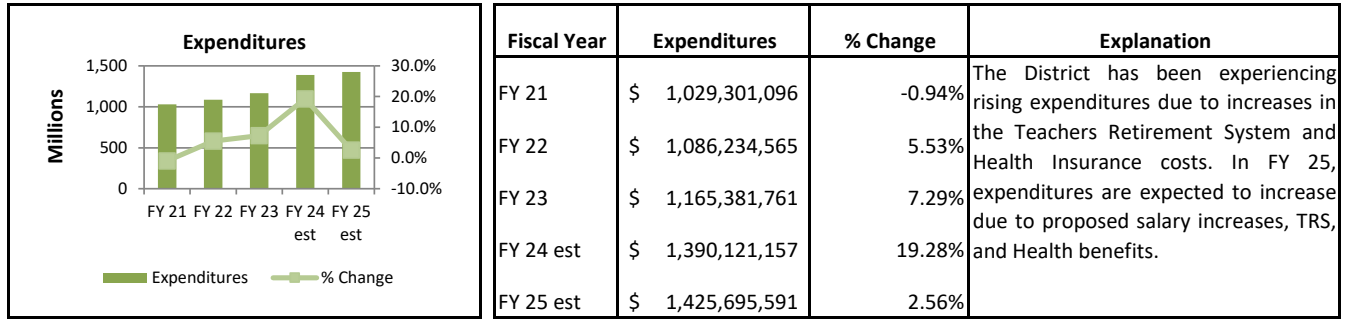 Expenditures
1,500
1,000
500
0
Millions
30.0%
20.0%
10.0%
0.0%
-10.0%
FY 21 FY 22 FY 23 FY 24 FY 25
est est
Expenditures % Change
Fiscal Year Expenditures % Change Explanation
FY 21 $ 1,029,301,096 -0.94%
FY 22 $ 1,086,234,565 5.53%
FY 23 $ 1,165,381,761 7.29%
FY 24 est $ 1,390,121,157 19.28%
FY 25 est $ 1,425,695,591 2.56%
The District has been experiencing
rising expenditures due to increases in
the Teachers Retirement System and
Health Insurance costs. In FY 25,
expenditures are expected to increase
due to proposed salary increases, TRS,
and Health benefits.